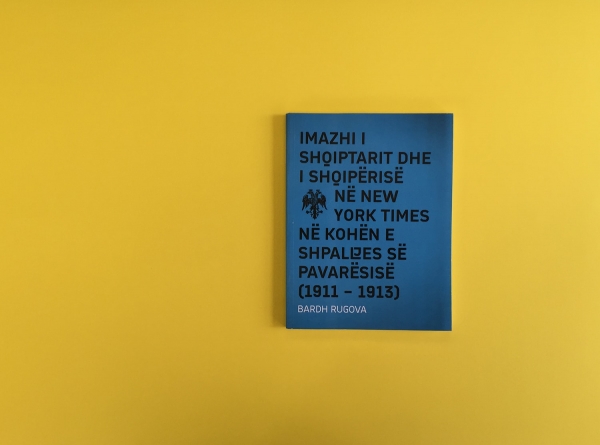 IMAZHI I
SHQIPTARIT DHE
I SHQIPËRISË
NË NEW
YORK TIMES
NË KOHËN E
SHPALLJES SË
PAVARËSISË
(1911 – 1913)
BARDH RUGOVA